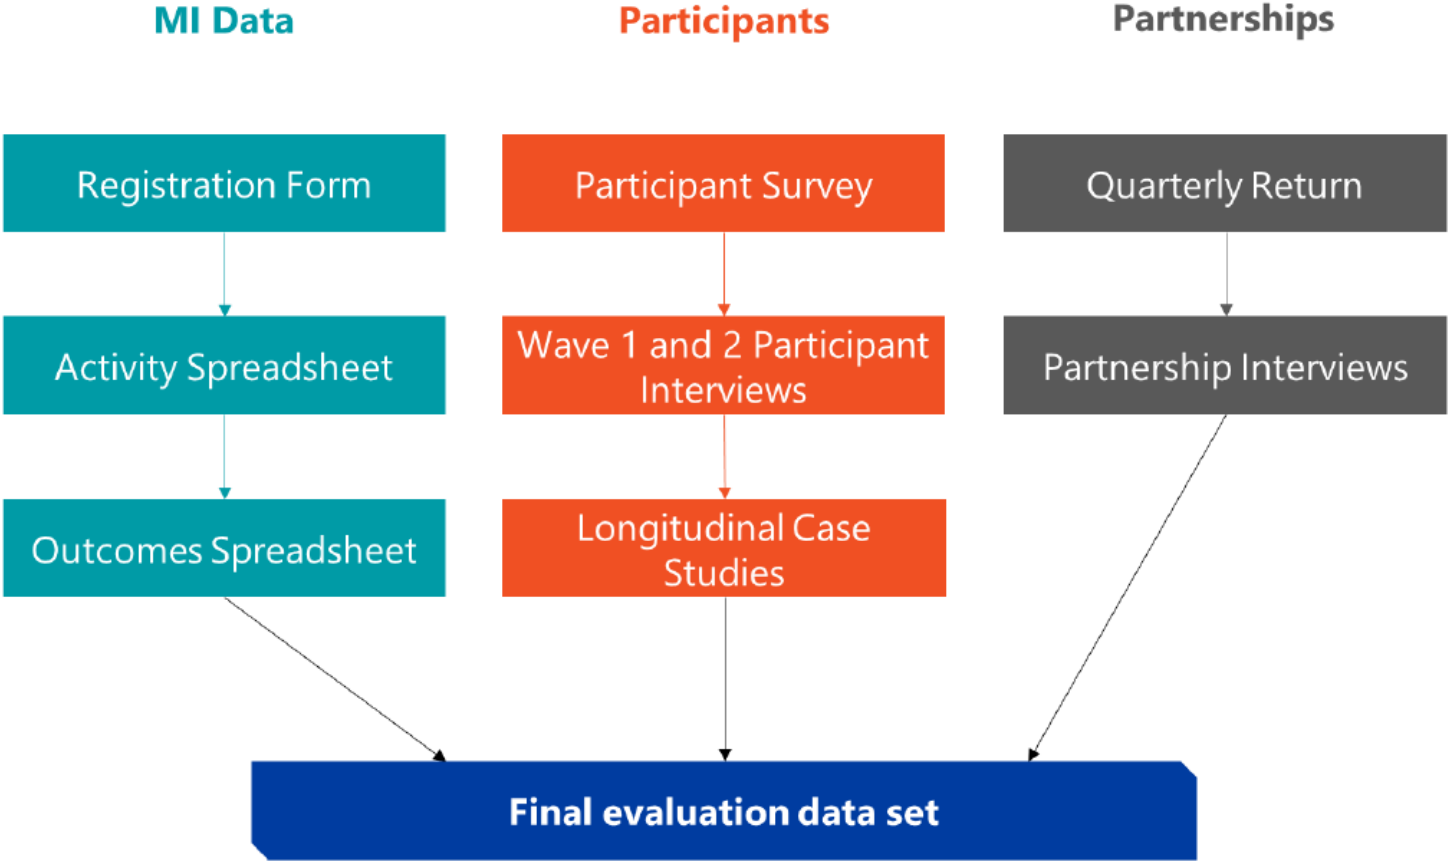 MI Data
Participants
Partnerships
Registration Form
Participant Survey
Quarterly Return
Activity Spreadsheet
Wave 1 and 2 Participant
Interviews
Partnership Interviews
Outcomes Spreadsheet
Longitudinal Case
Studies
Final evaluation data set